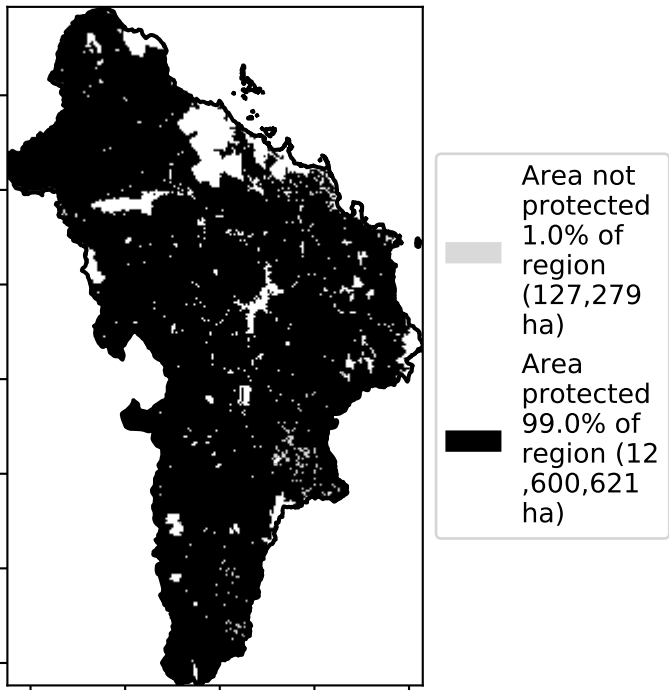 Area not
protected
1.0% of
region
(127,279
ha)
Area
protected
99.0% of
region (12
,600,621
ha)